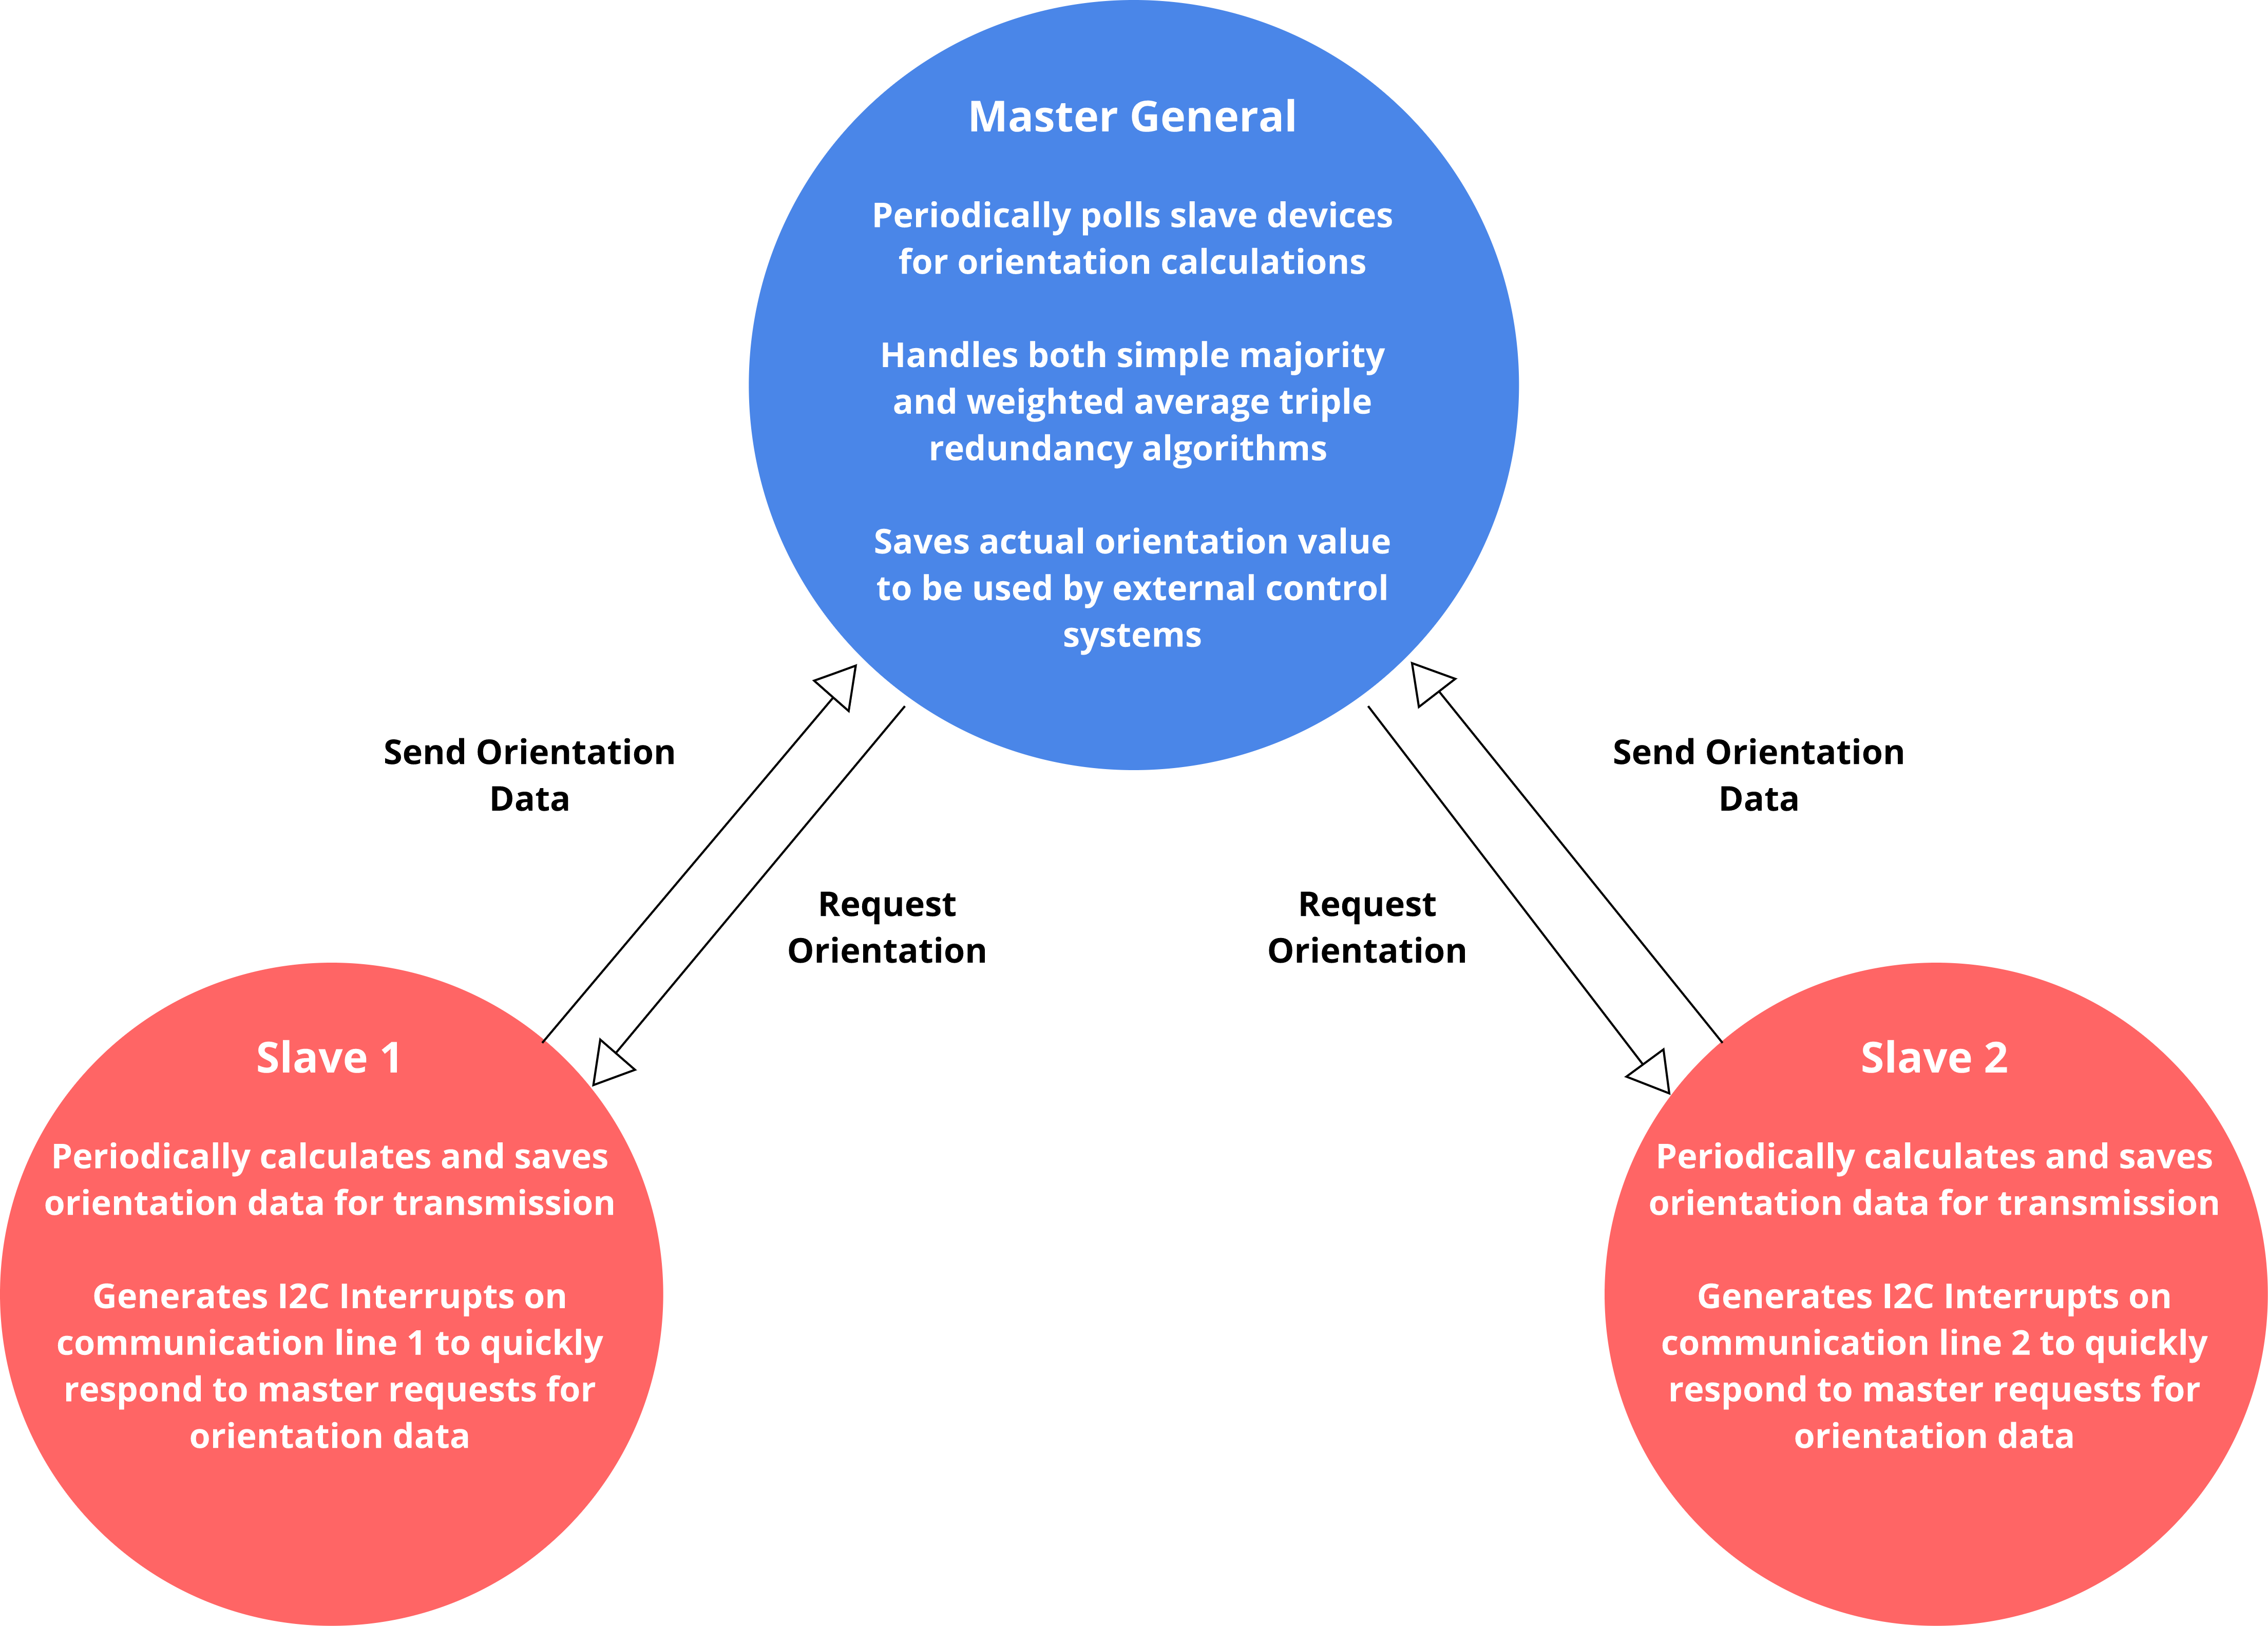 Master General
Periodically polls slave devices
for orientation calculations
Handles both simple majority
and weighted average triple
redundancy algorithms
Saves actual orientation value
to be used by external control
systems
Send Orientation
Data
Request
Orientation
Request
Orientation
Send Orientation
Data
Slave 1
Periodically calculates and saves
orientation data for transmission
Generates I2C Interrupts on
communication line 1 to quickly
respond to master requests for
orientation data
Slave 2
Periodically calculates and saves
orientation data for transmission
Generates I2C Interrupts on
communication line 2 to quickly
respond to master requests for
orientation data